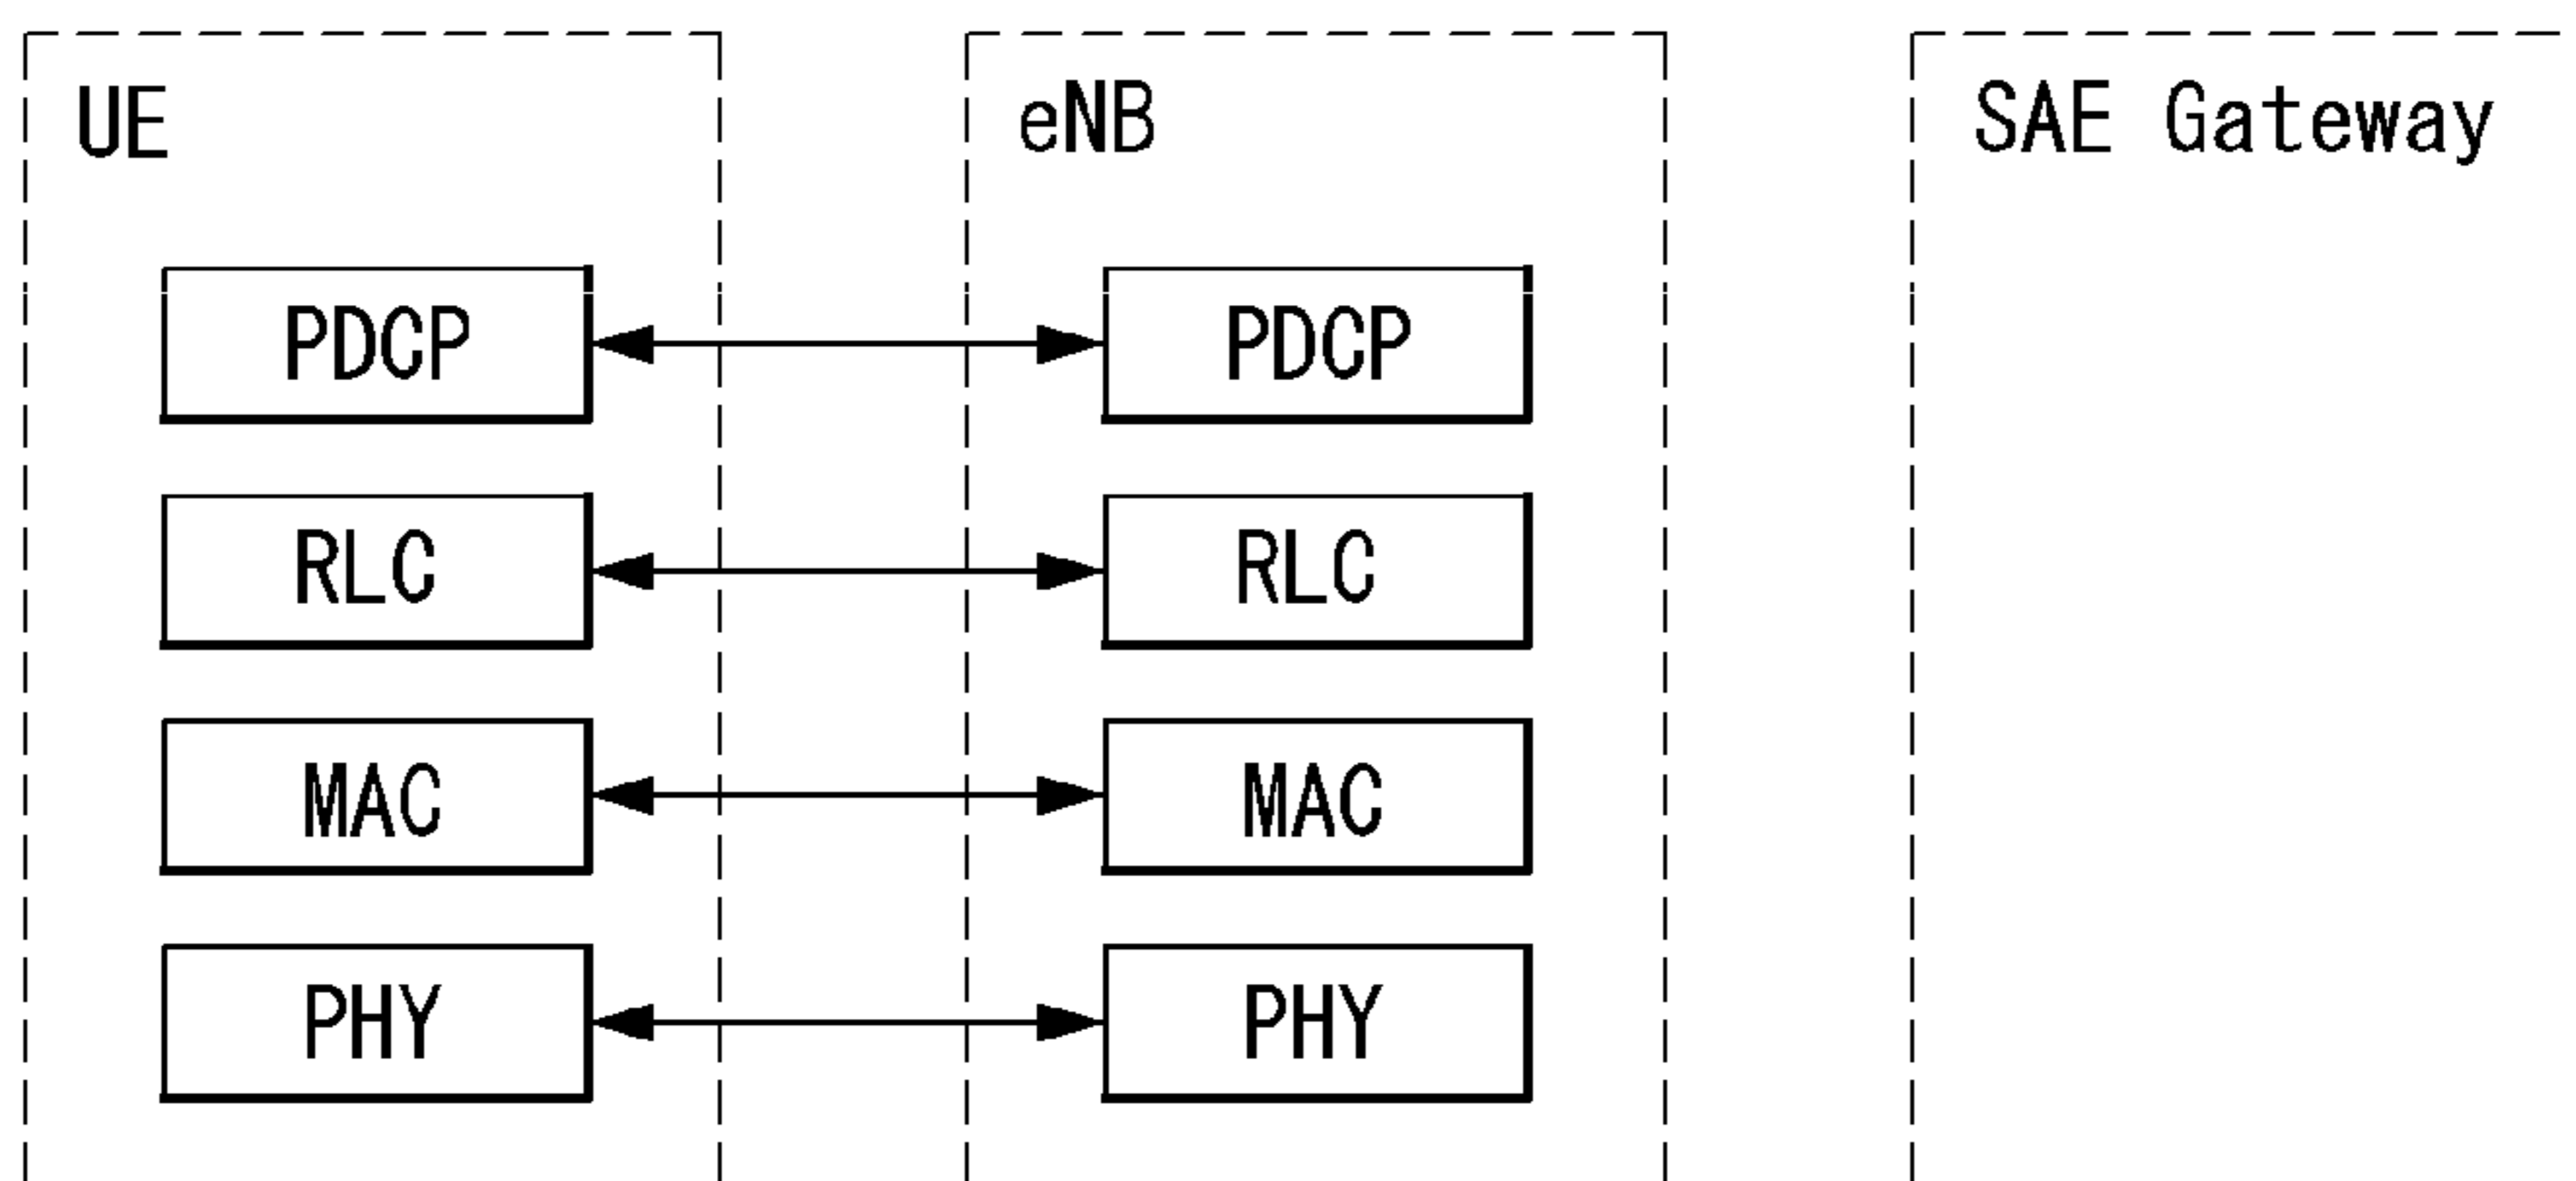 UE
eNB
SAE Gateway
PDCP
PDCP
RLC
RLC
MAC
MAC
PHY
PHY